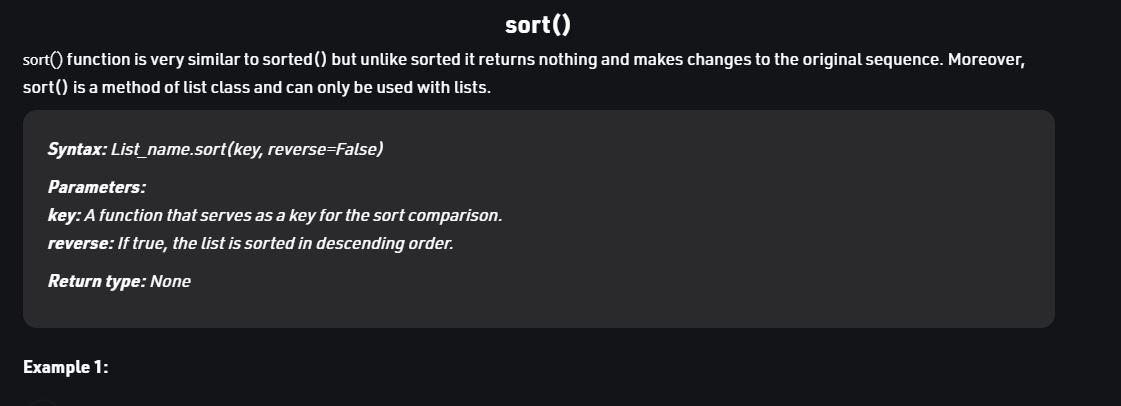 sort()
sort() function is very similar to sorted() but unlike sorted it returns nothing and makes changes to the original sequence. Moreover,
sort() is a method of list class and can only be used with lists.
Syntax: List_name.sort(key, reverse=False)
Parameters:
key: A function that serves as a key for the sort comparison.
reverse: If true, the list is sorted in descending order.
Return type: None
Example 1: